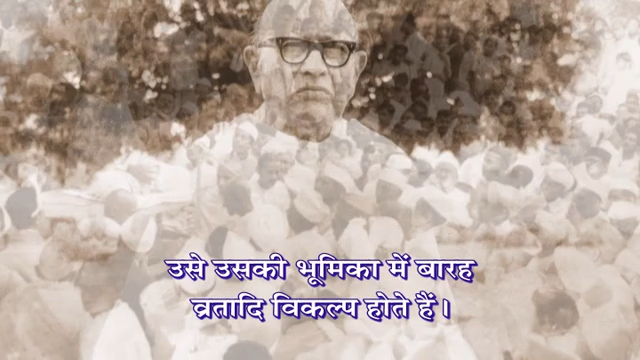 उसे उसकी भूमिका में बारह
व्रतादि विकल्प होते हैं।